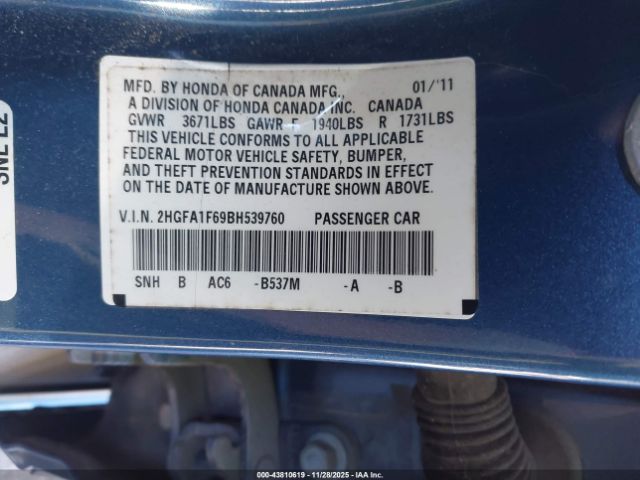 MFD. BY HONDA OF CANADA MFG., 01/'11
A DIVISION OF HONDA CANADA INC. CANADA
GVWR 3671LBS GAWR F 1940LBS R 1731LBS
THIS VEHICLE CONFORMS TO ALL APPLICABLE
FEDERAL MOTOR VEHICLE SAFETY, BUMPER,
AND THEFT PREVENTION STANDARDS IN EFFECT
ON THE DATE OF MANUFACTURE SHOWN ABOVE.
V.I.N. 2HGFA1F69BH539760 PASSENGER CAR
SNH B AC6 -B537M -A -B
000-43810619 | 11/28/2025 | IAA Inc.